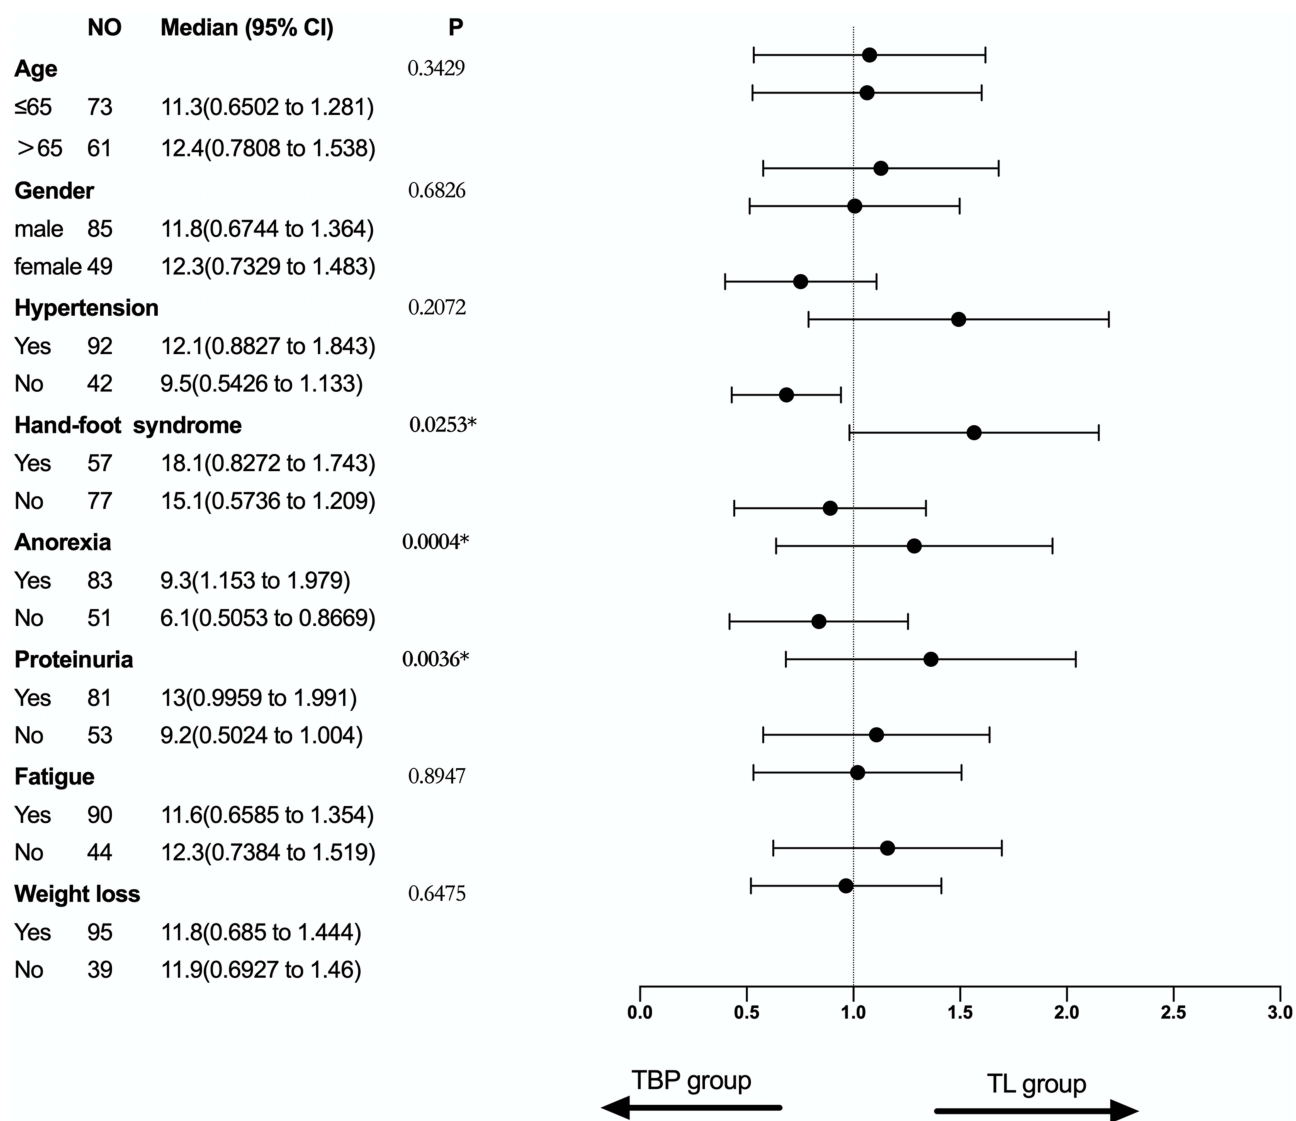 NO Median (95% CI) P
Age 0.3429
≤65 73 11.3(0.6502 to 1.281)
>65 61 12.4(0.7808 to 1.538)
Gender 0.6826
male 85 11.8(0.6744 to 1.364)
female 49 12.3(0.7329 to 1.483)
Hypertension 0.2072
Yes 92 12.1(0.8827 to 1.843)
No 42 9.5(0.5426 to 1.133)
Hand-foot syndrome 0.0253*
Yes 57 18.1(0.8272 to 1.743)
No 77 15.1(0.5736 to 1.209)
Anorexia 0.0004*
Yes 83 9.3(1.153 to 1.979)
No 51 6.1(0.5053 to 0.8669)
Proteinuria 0.0036*
Yes 81 13(0.9959 to 1.991)
No 53 9.2(0.5024 to 1.004)
Fatigue 0.8947
Yes 90 11.6(0.6585 to 1.354)
No 44 12.3(0.7384 to 1.519)
Weight loss 0.6475
Yes 95 11.8(0.685 to 1.444)
No 39 11.9(0.6927 to 1.46)
0.0 0.5 1.0 1.5 2.0 2.5 3.0
TBP group TL group